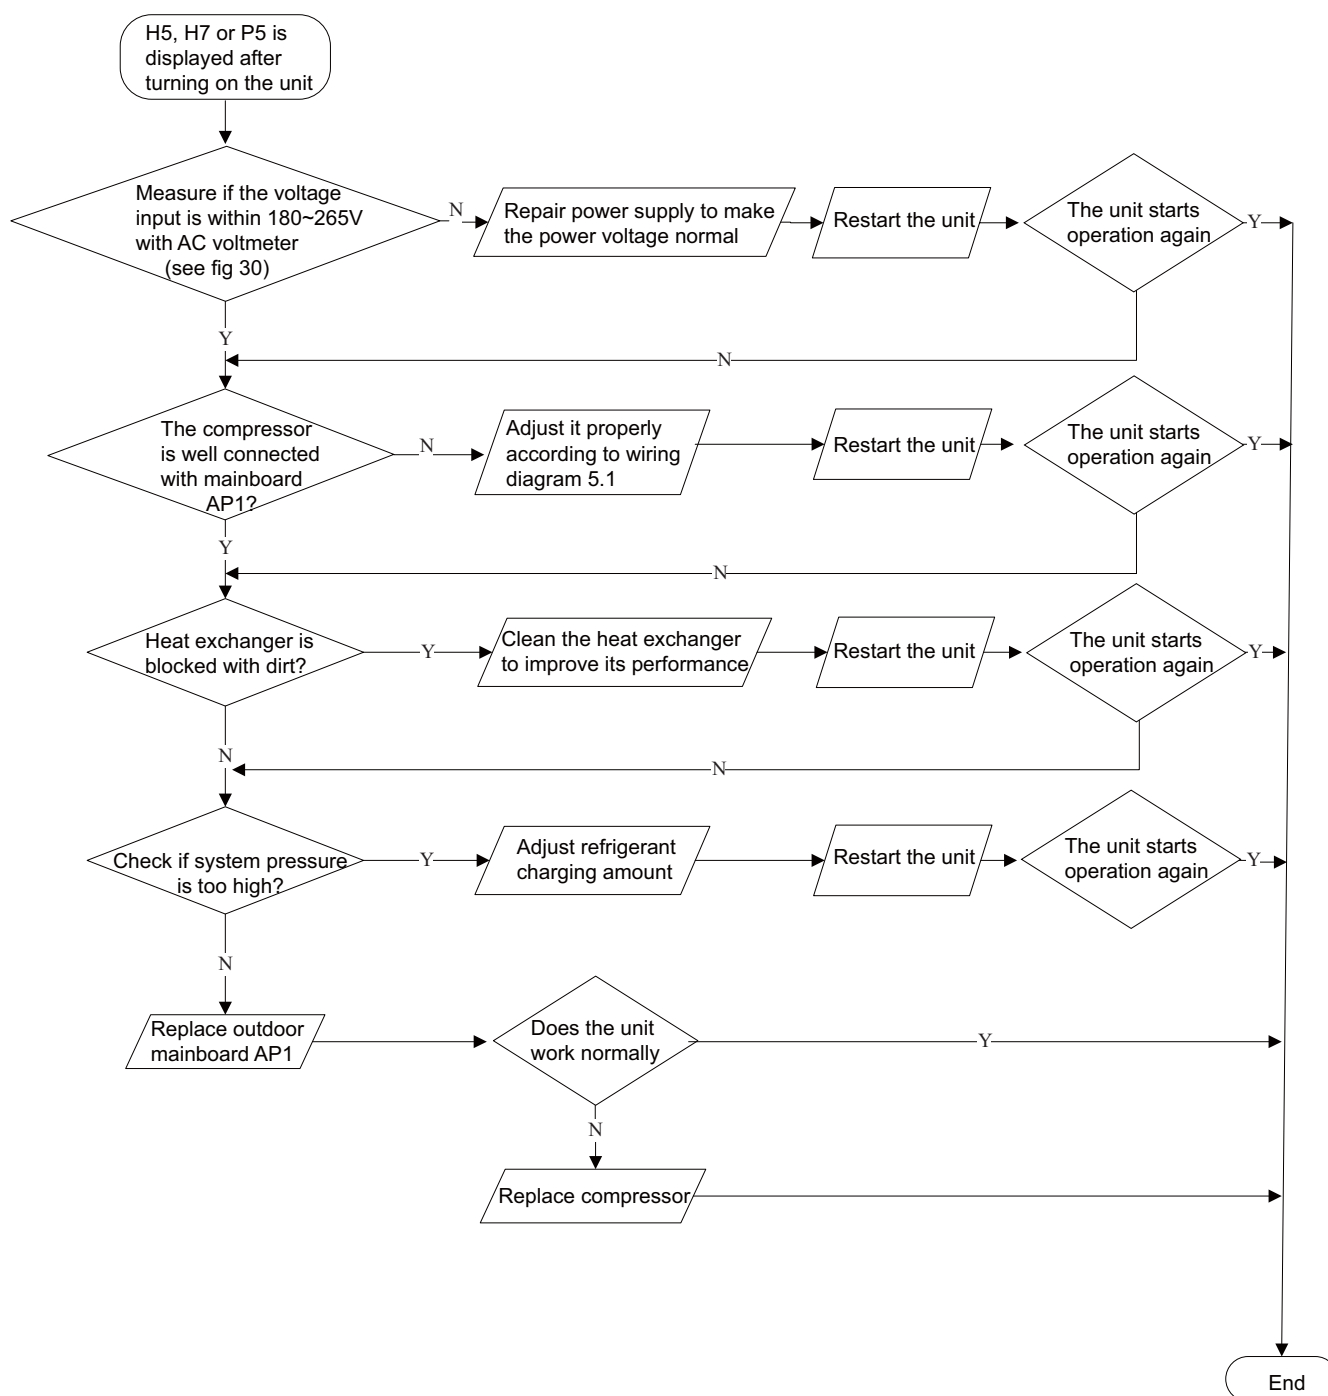 H5, H7 or P5 is
displayed after
turning on the unit
Measure if the voltage
input is within 180~265V
with AC voltmeter
(see fig 30)
N
Repair power supply to make
the power voltage normal
Restart the unit
The unit starts
operation again
Y
Y
N
The compressor
is well connected
with mainboard
AP1?
N
Adjust it properly
according to wiring
diagram 5.1
Restart the unit
The unit starts
operation again
Y
Y
N
Heat exchanger is
blocked with dirt?
Y
Clean the heat exchanger
to improve its performance
Restart the unit
The unit starts
operation again
Y
N
N
Check if system pressure
is too high?
Y
Adjust refrigerant
charging amount
Restart the unit
The unit starts
operation again
Y
N
Replace outdoor
mainboard AP1
Does the unit
work normally
Y
N
Replace compressor
End